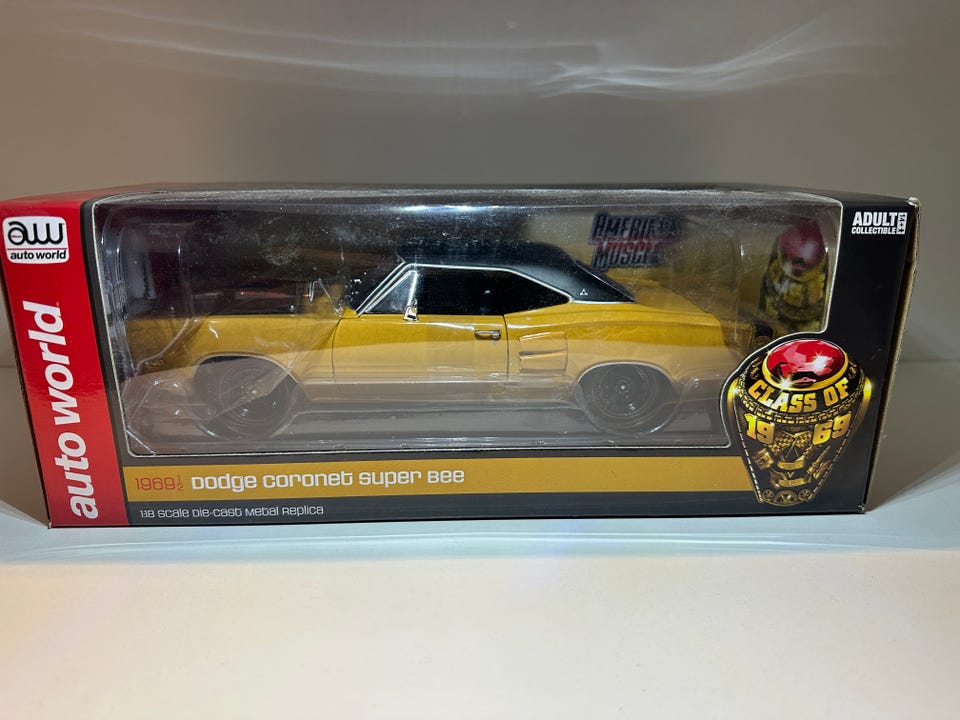 aw
auto world
auto world
AMERICAN
MUSCLE
ADULT
COLLECTIBLE
CLASS OF
19 69
1969½ Dodge Coronet Super Bee
1:18 Scale Die-Cast Metal Replica